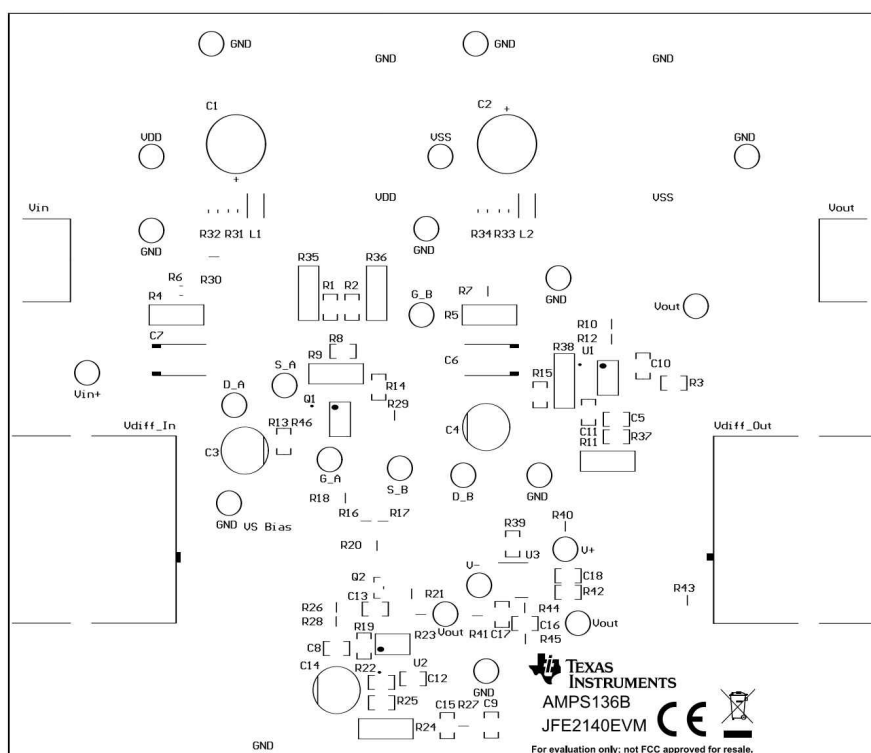 GND
GND
GND
GND
C1
C2
+
VDD
VSS
GND
+
VDD
VSS
Vin
Vout
R32 R31 L1
R34 R33 L2
GND
GND
R30
R35
R36
GND
R6
R1 R2
R7
R4
G_B
R5
Vout
C7
R10
R8
R12
C6
R38
U1
R9
C10
S_A
R15
R3
Vin+
D_A
R14
Q1
R29
C5
R13 R46
C4
C11
R37
Vdiff_In
Vdiff_Out
R11
C3
G_A
S_B
D_B
GND
R18
GND
VS Bias
R16
R17
R40
R39
R20
V+
U3
V-
C18
Q2
R42
R43
C13
R21
R26
R44
R28
Vout
R41
C17
C16
Vout
R19
R23
R45
C8
C14
R22
U2
C12
GND
R25
TEXAS
INSTRUMENTS
AMPS136B
C15 R27 C9
R24
JFE2140EVM
CE
GND
For evaluation only; not FCC approved for resale.